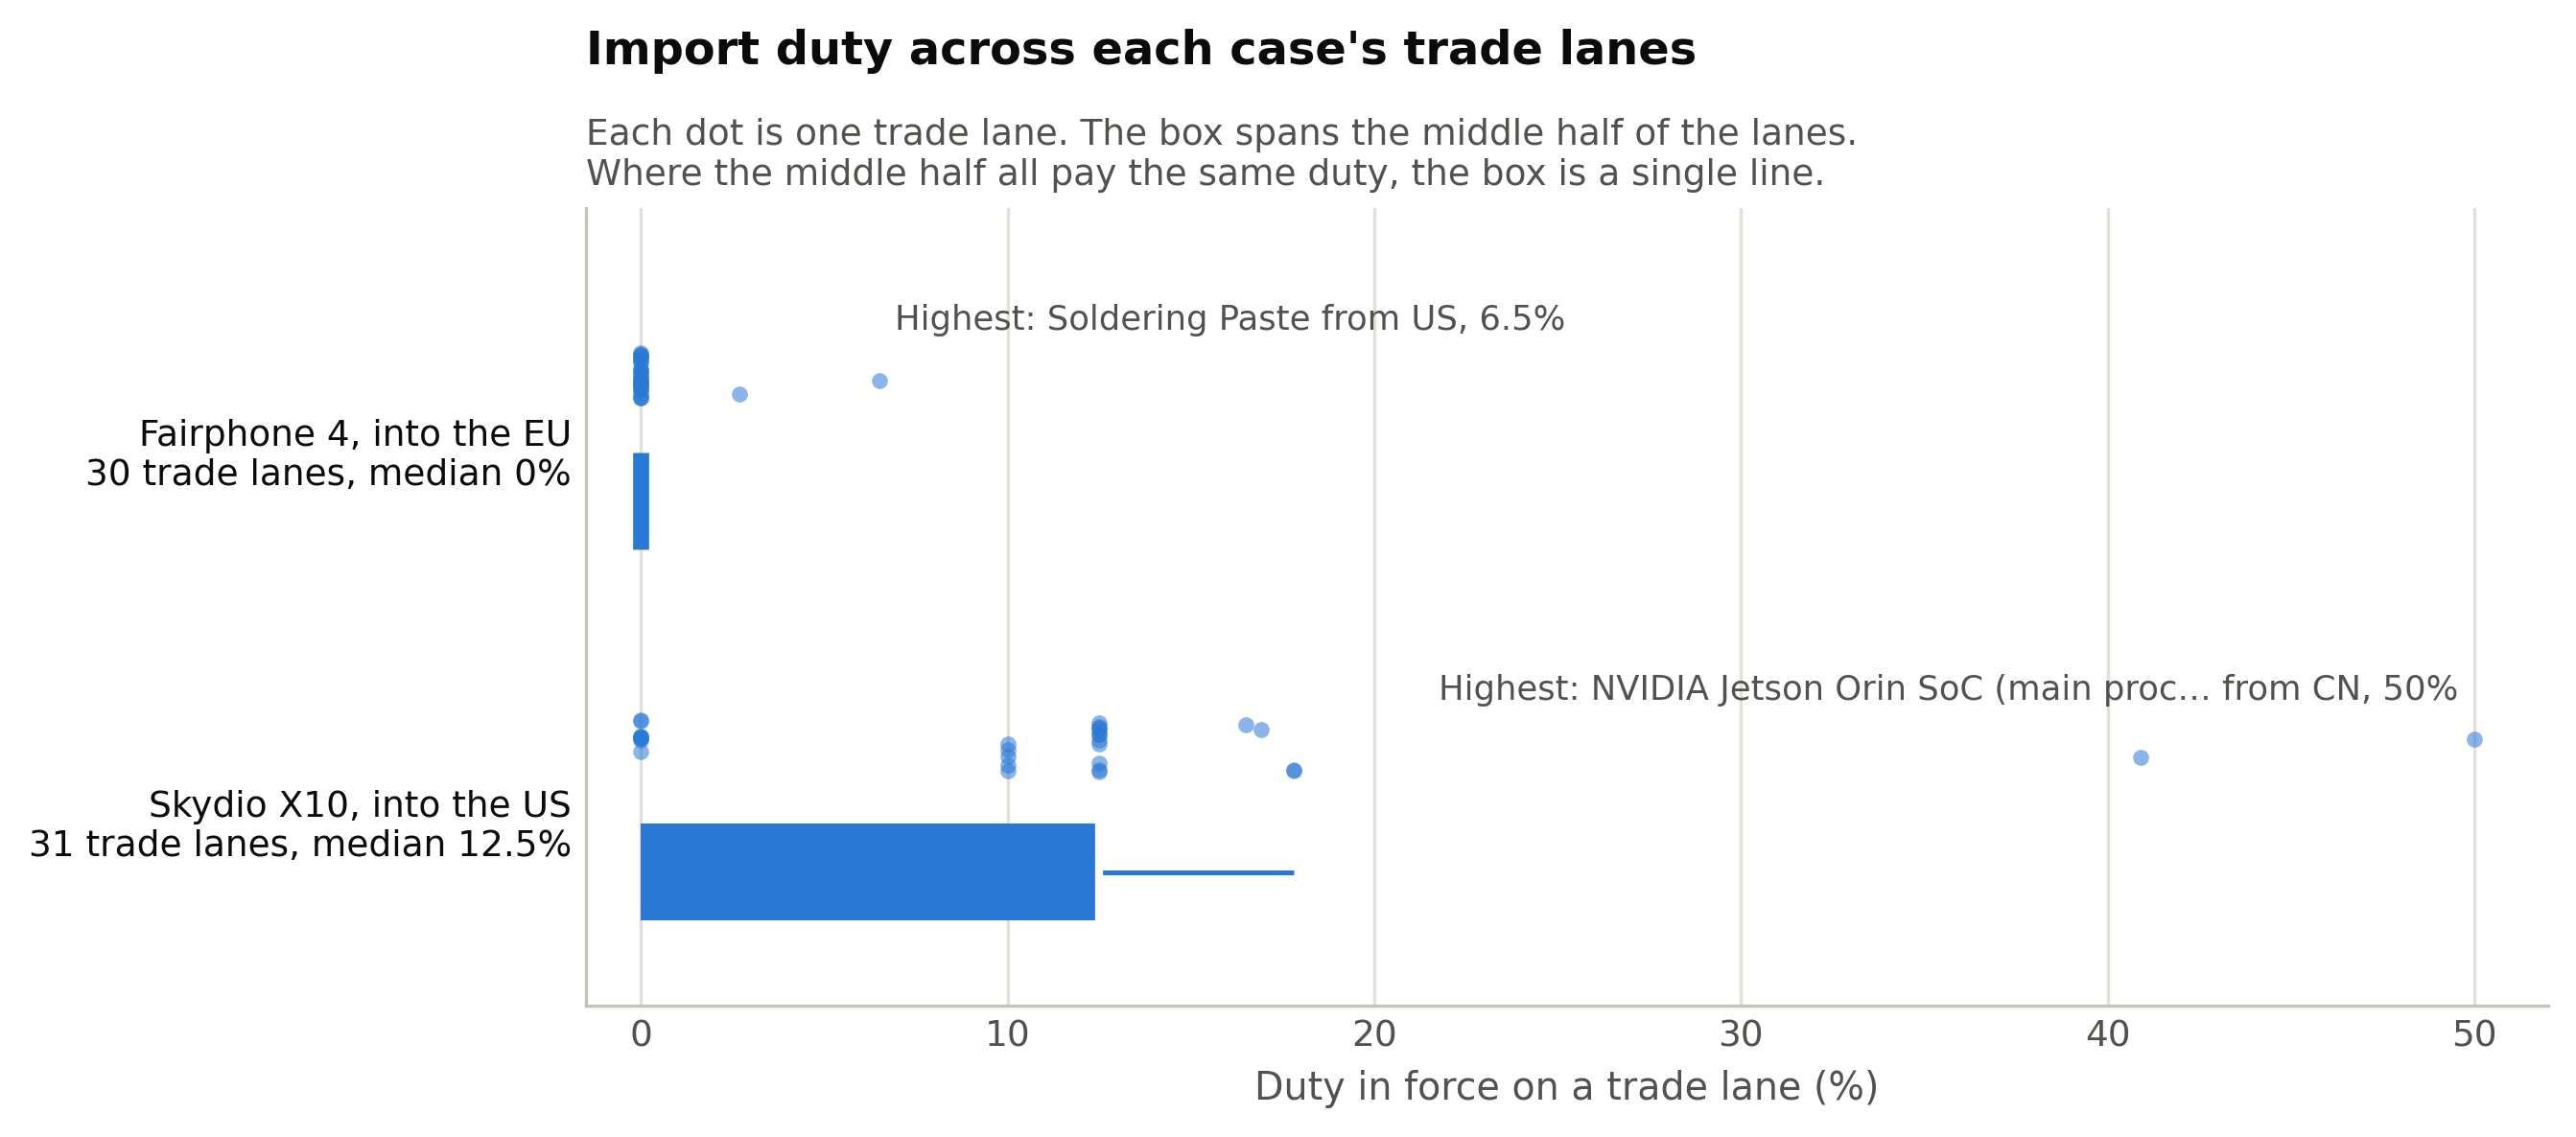 Import duty across each case's trade lanes
Each dot is one trade lane. The box spans the middle half of the lanes.
Where the middle half all pay the same duty, the box is a single line.
Highest: Soldering Paste from US, 6.5%
Fairphone 4, into the EU
30 trade lanes, median 0%
Highest: NVIDIA Jetson Orin SoC (main proc... from CN, 50%
Skydio X10, into the US
31 trade lanes, median 12.5%
0 10 20 30 40 50
Duty in force on a trade lane (%)